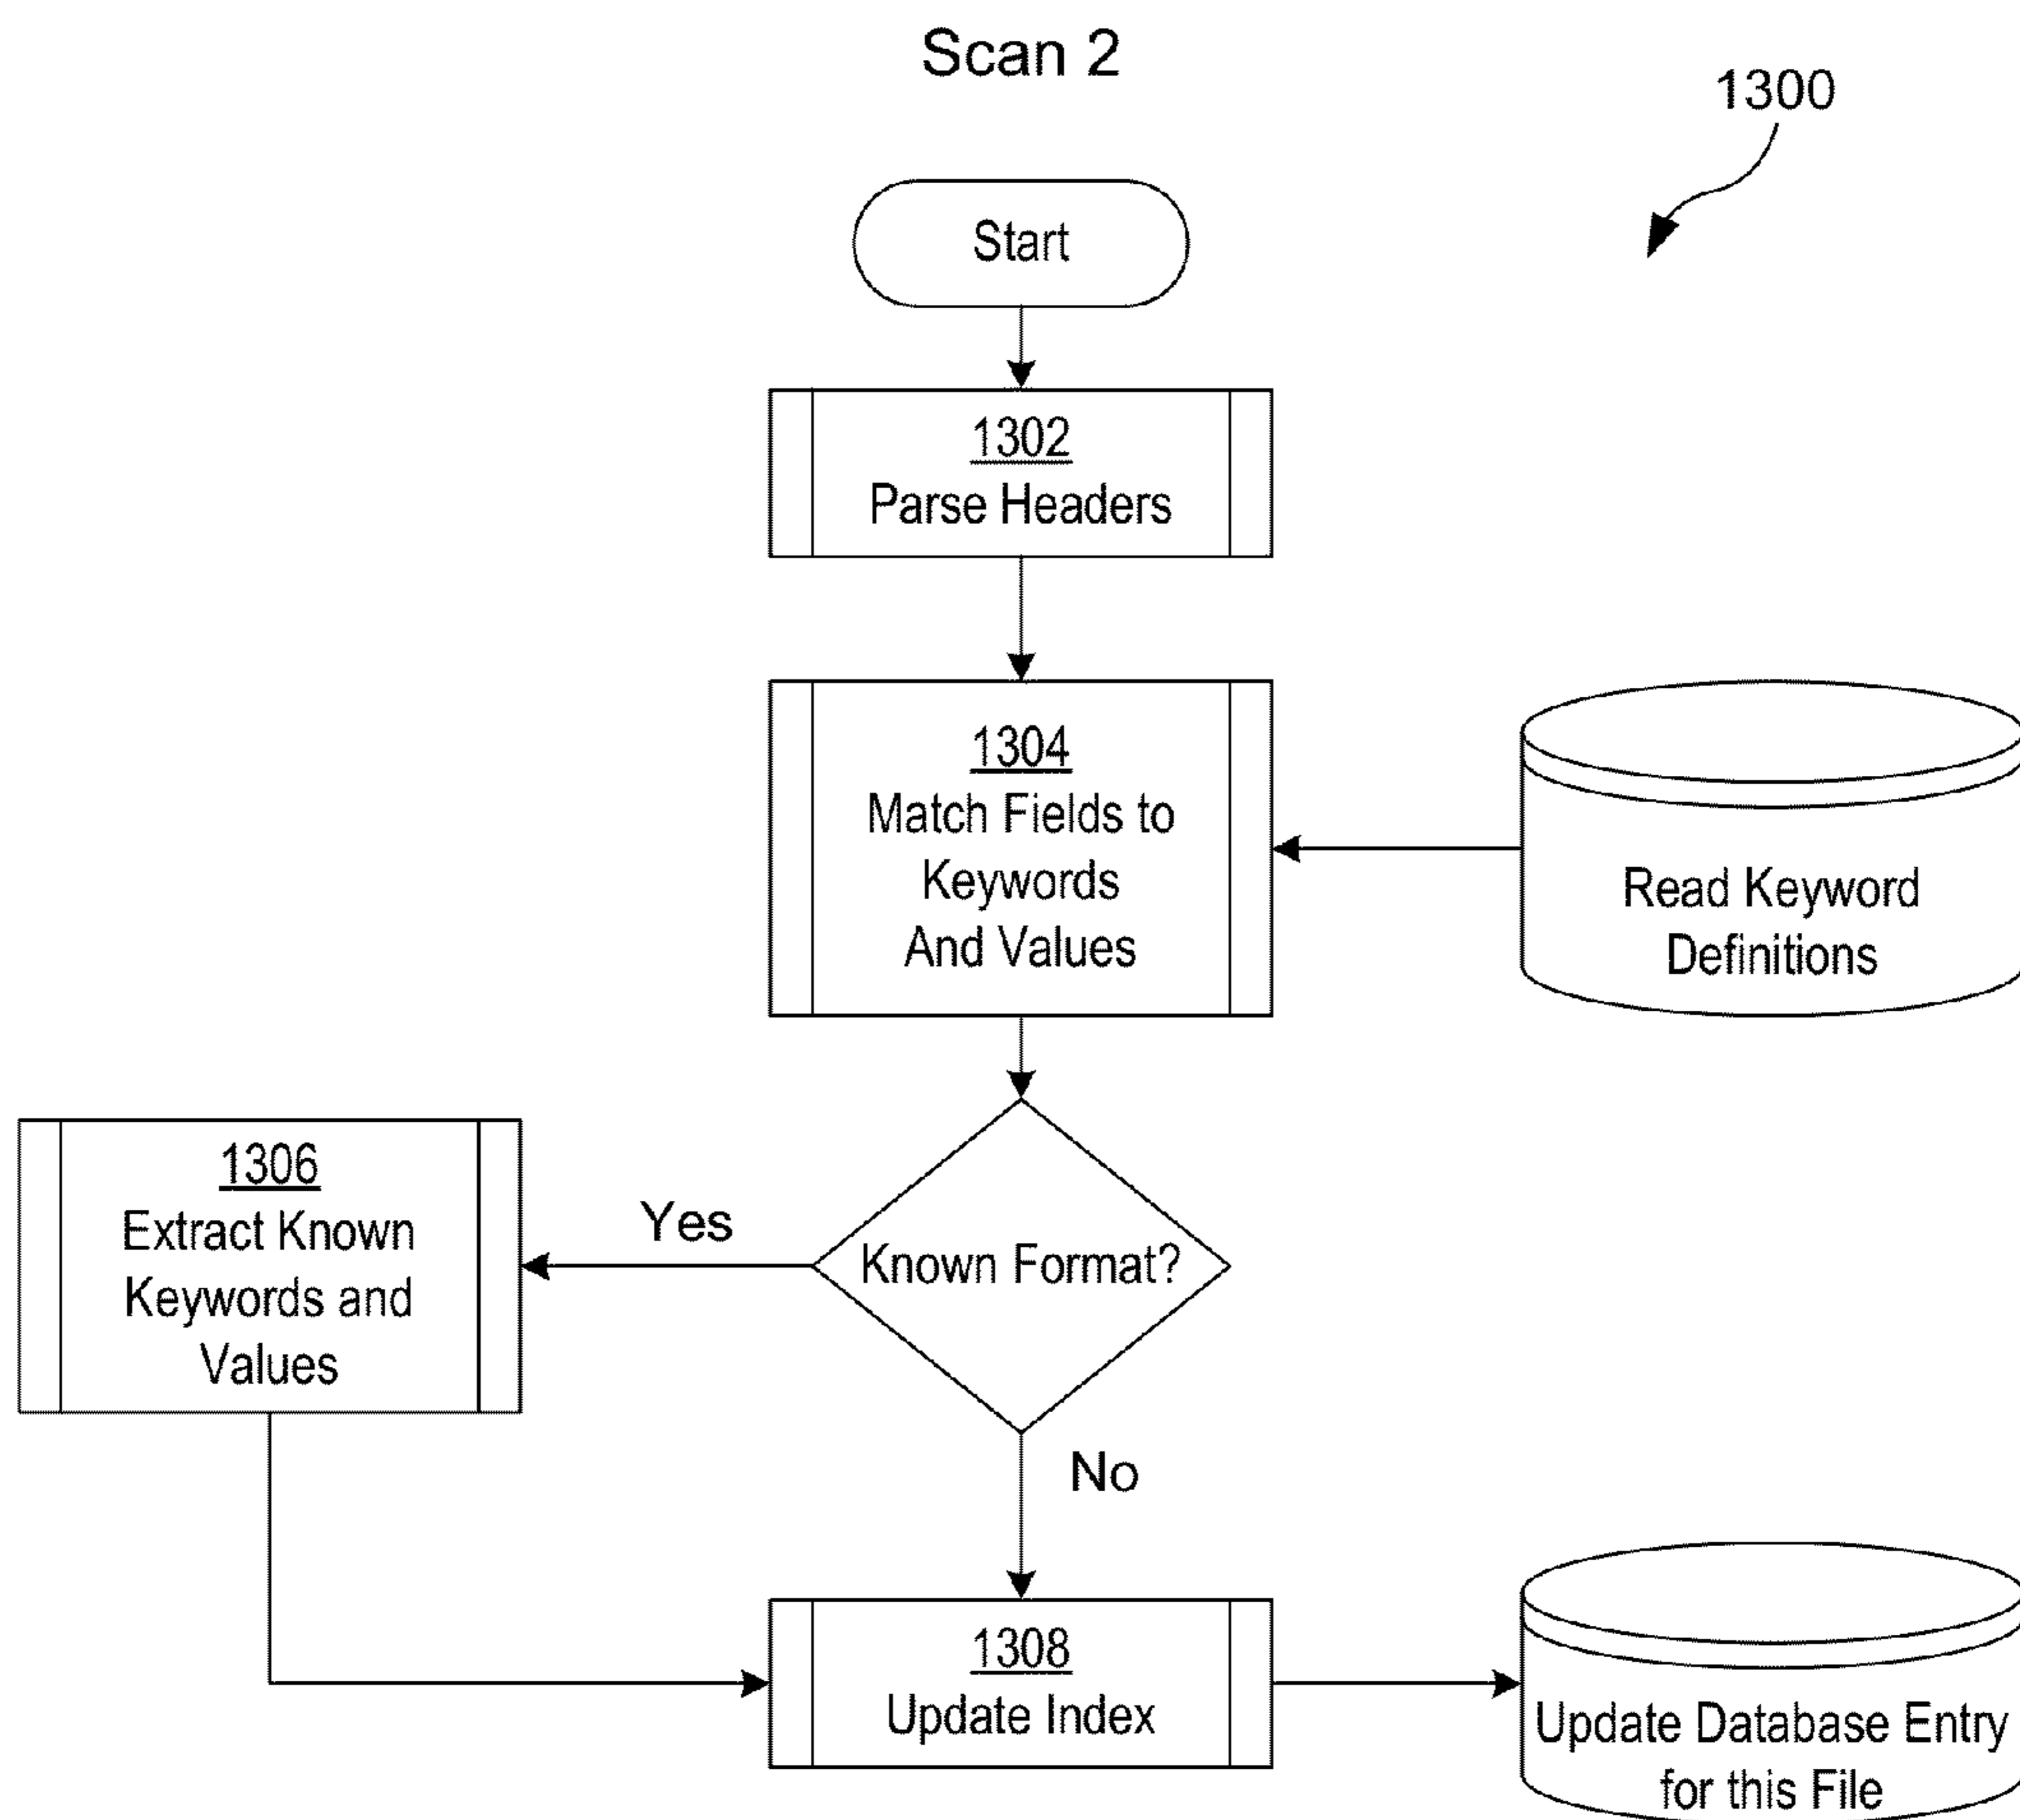 Scan 2
1300
Start
1302
Parse Headers
1304
Match Fields to
Keywords
And Values
Read Keyword
Definitions
1306
Extract Known
Keywords and
Values
Yes
Known Format?
No
1308
Update Index
Update Database Entry
for this File